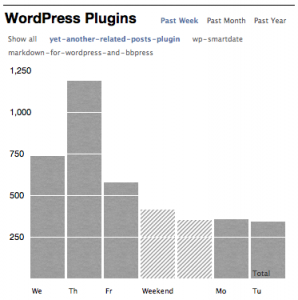 WordPress Plugins
Past Week Past Month Past Year
Show all yet-another-related-posts-plugin wp-smartdate
markdown-for-wordpress-and-bbpress
1,250
1,000
750
500
250
Total
We Th Fr Weekend Mo Tu